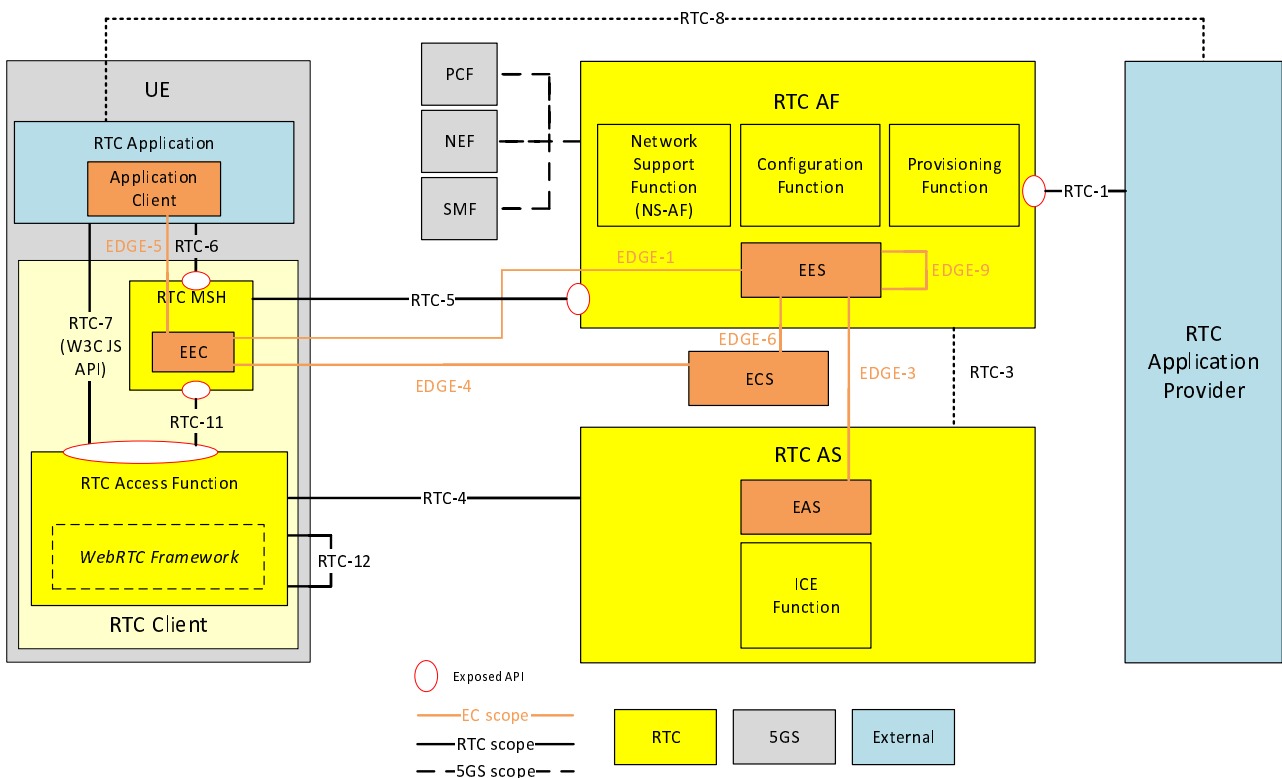 RTC-8
UE
RTC Application
Application
Client
EDGE-5
RTC-6
RTC MSH
EEC
RTC-7
(W3C JS
API)
RTC-11
RTC Access Function
WebRTC Framework
RTC-12
RTC Client
PCF
NEF
SMF
RTC AF
Network
Support
Function
(NS-AF)
Configuration
Function
Provisioning
Function
RTC-1
EDGE-1
EES
EDGE-9
RTC-5
EDGE-6
EDGE-4
ECS
EDGE-3
RTC-3
RTC AS
RTC-4
EAS
ICE
Function
RTC
Application
Provider
Exposed API
EC scope
RTC scope
5GS scope
RTC
5GS
External